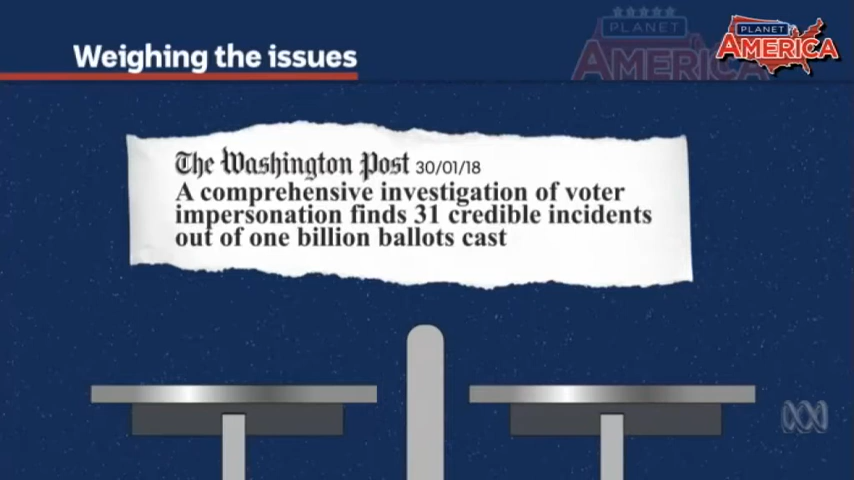 Weighing the issues
PLANET
AMERICA
PLANET
AMERICA
The Washington Post 30/01/18
A comprehensive investigation of voter
impersonation finds 31 credible incidents
out of one billion ballots cast